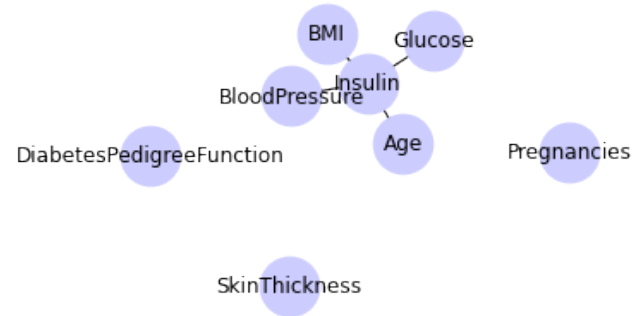 BMI
Glucose
Insulin
BloodPressure
Age
Pregnancies
DiabetesPedigreeFunction
SkinThickness